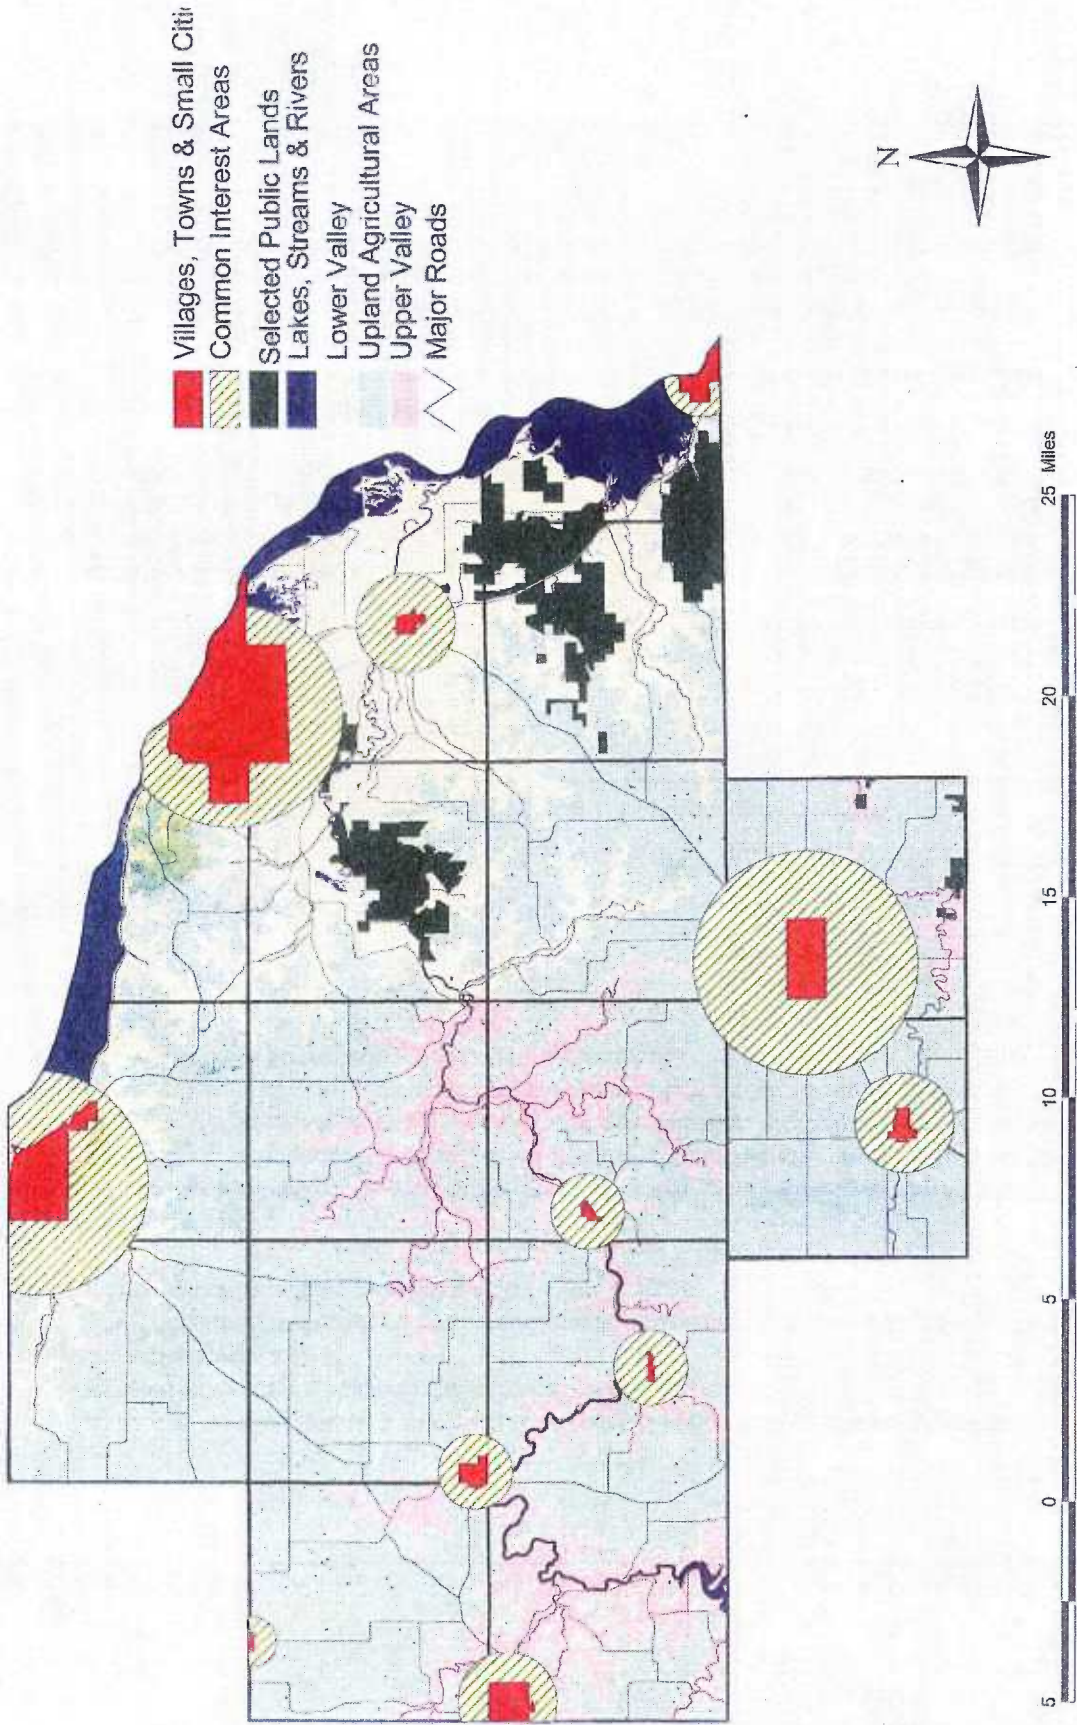 Villages, Towns & Small Citi
Common Interest Areas
Selected Public Lands
Lakes, Streams & Rivers
Lower Valley
Upland Agricultural Areas
Upper Valley
Major Roads
N
5 0 5 10 15 20 25 Miles